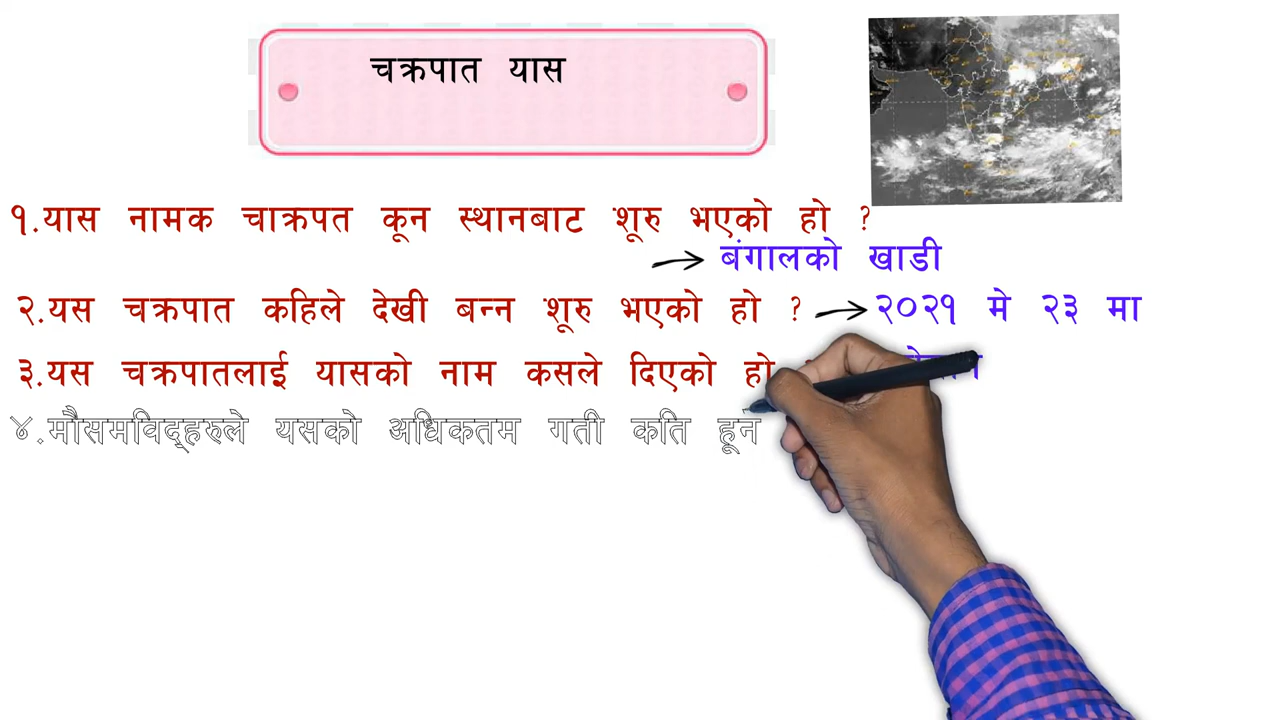 चक्रपात यास
१.यास नामक चाक्रपत कून स्थानबाट शूरु भएको हो ?
बंगालको खाडी
२.यस चक्रपात कहिले देखी बन्न शूरु भएको हो ? २०२१ मे २३ मा
३.यस चक्रपातलाई यासको नाम कसले दिएको हो
४.मौसमविद्हरुले यसको अधिकतम गती कति हून